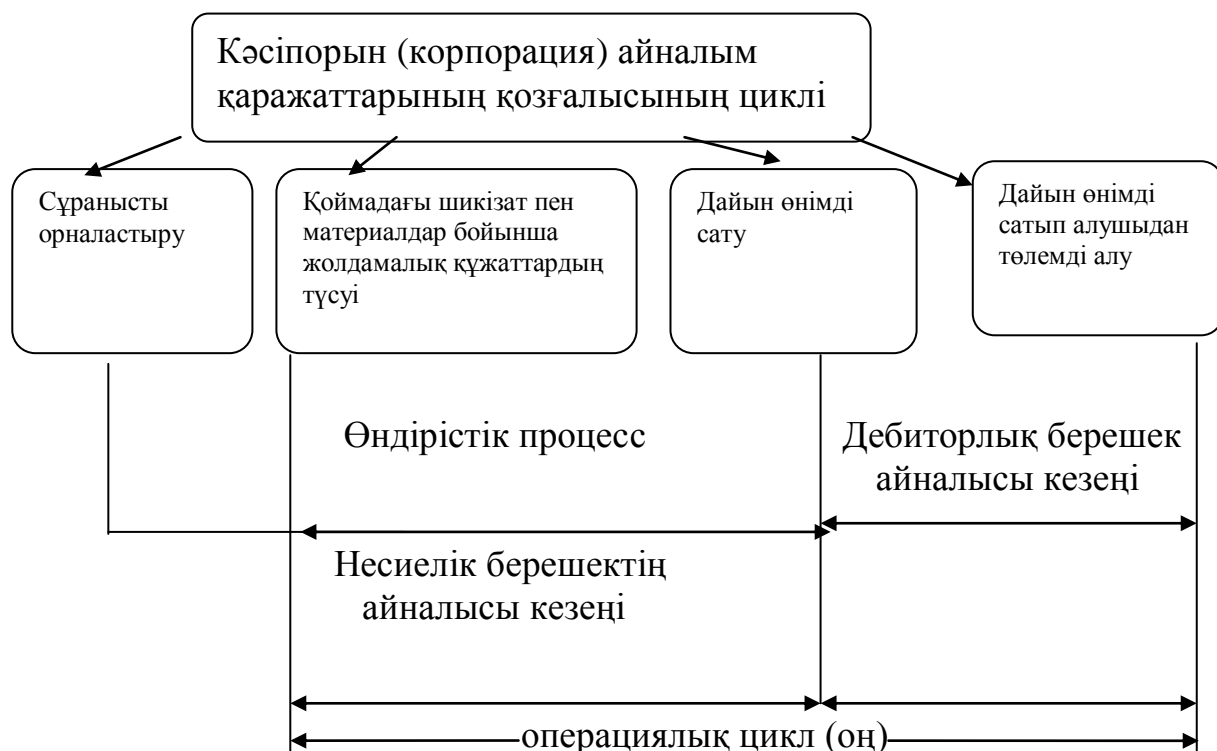 Кәсіпорын (корпорация) айналым
қаражаттарының қозғалысының циклі
Сұранысты
орналастыру
Қоймадағы шикізат пен
материалдар бойынша
жолдамалық құжаттардың
түсуі
Дайын өнімді
сату
Дайын өнімді
сатып алушыдан
төлемді алу
Өндірістік процесс
Дебиторлық берешек
айналысы кезеңі
Несиелік берешектің
айналысы кезеңі
операциялық цикл (оң)